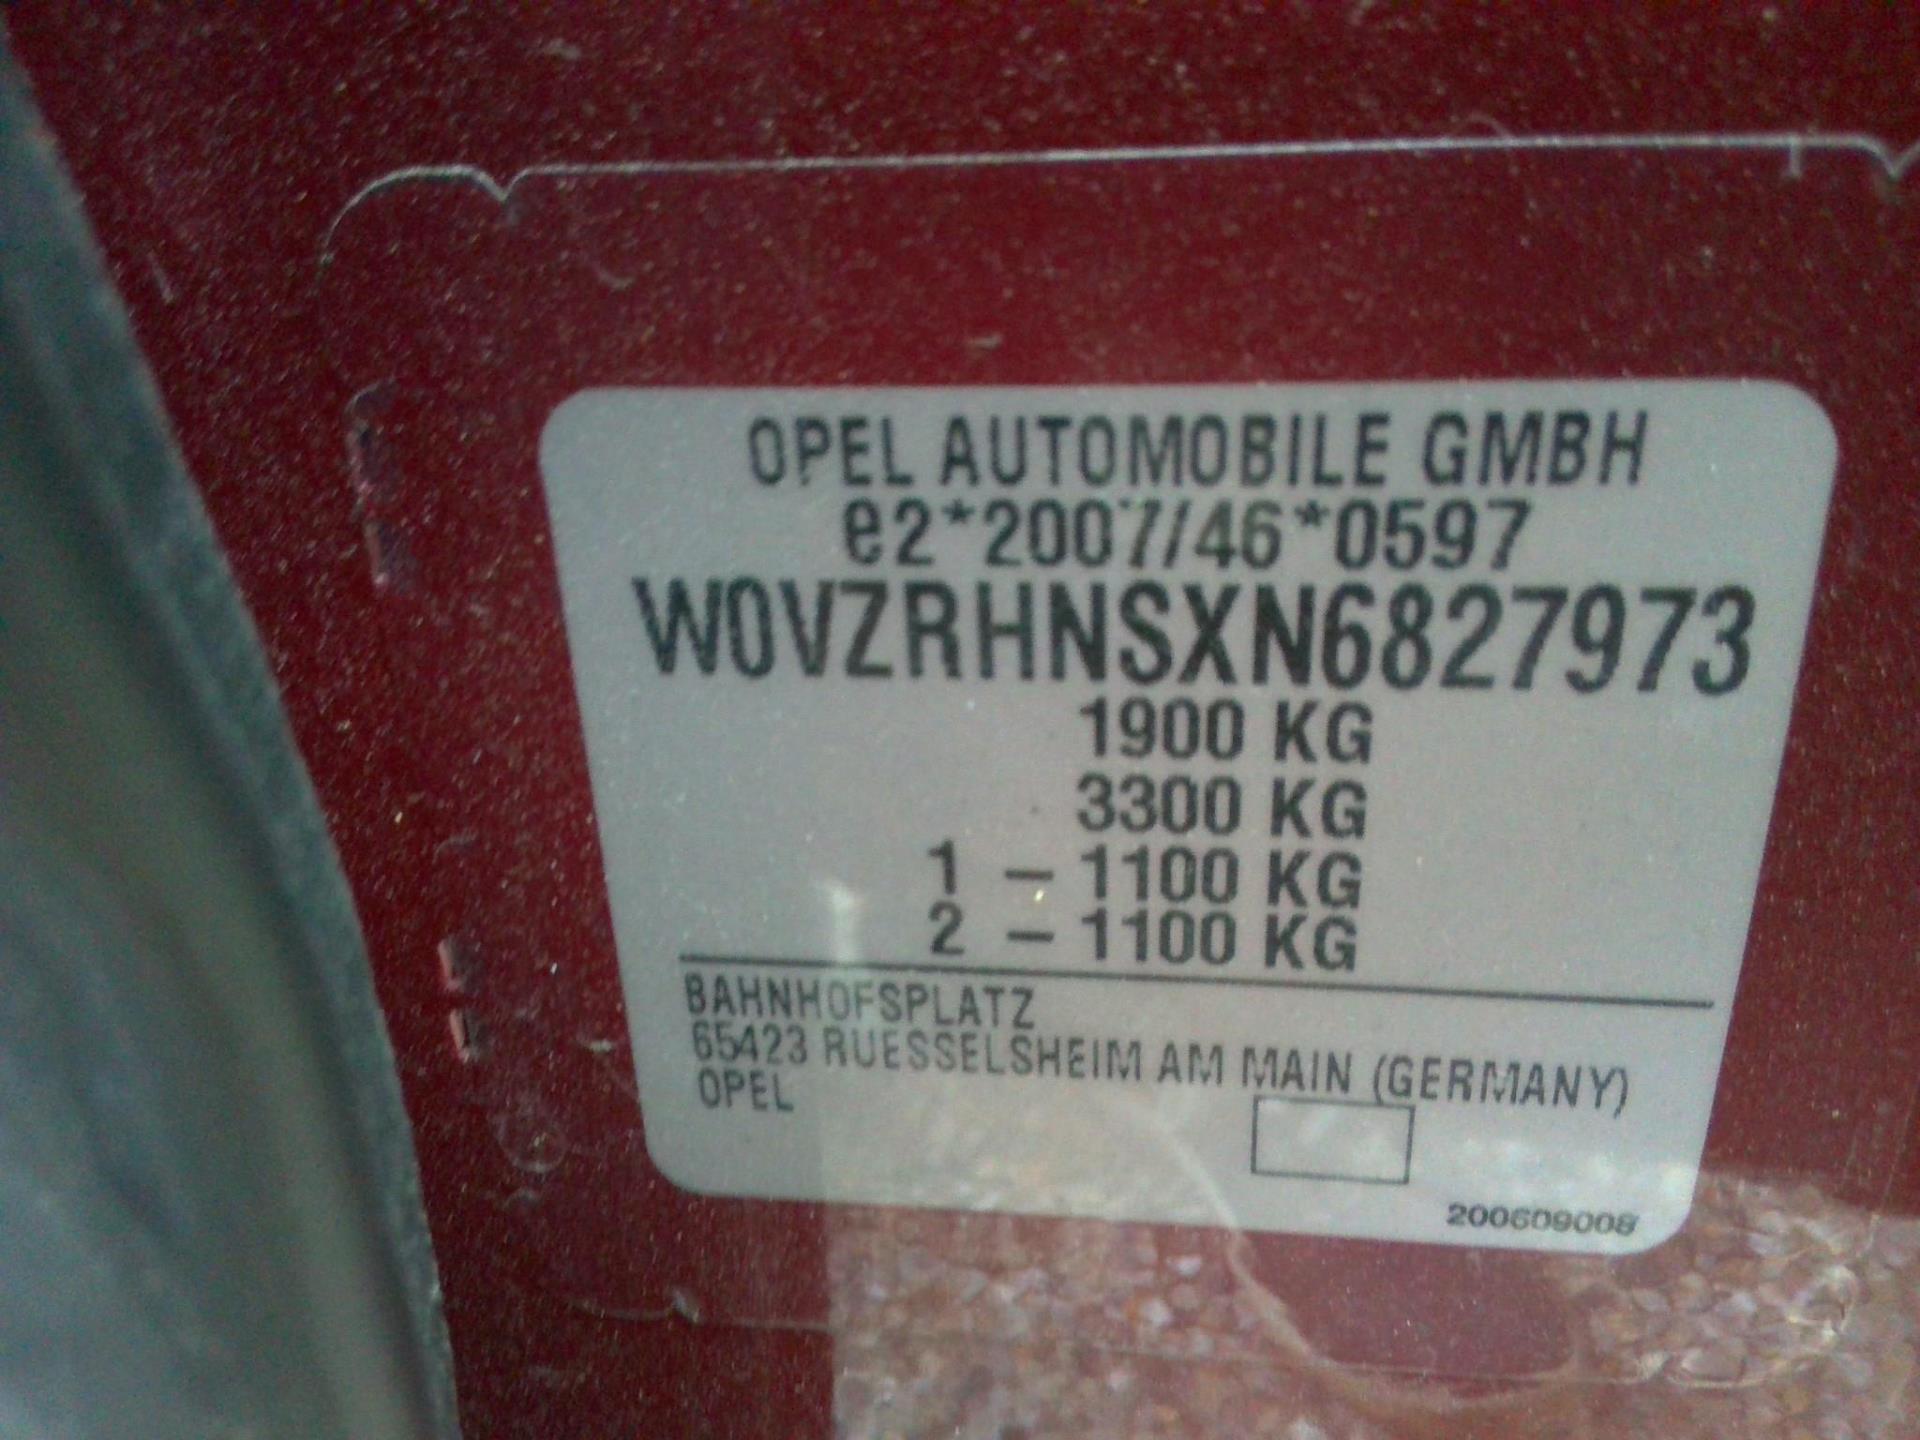 OPEL AUTOMOBILE GMBH
e2*2007/46*0597
W0VZRHNSXN6827973
1900 KG
3300 KG
1 – 1100 KG
2 – 1100 KG
BAHNHOFSPLATZ
65423 RUESSELSHEIM AM MAIN (GERMANY)
OPEL
200609008